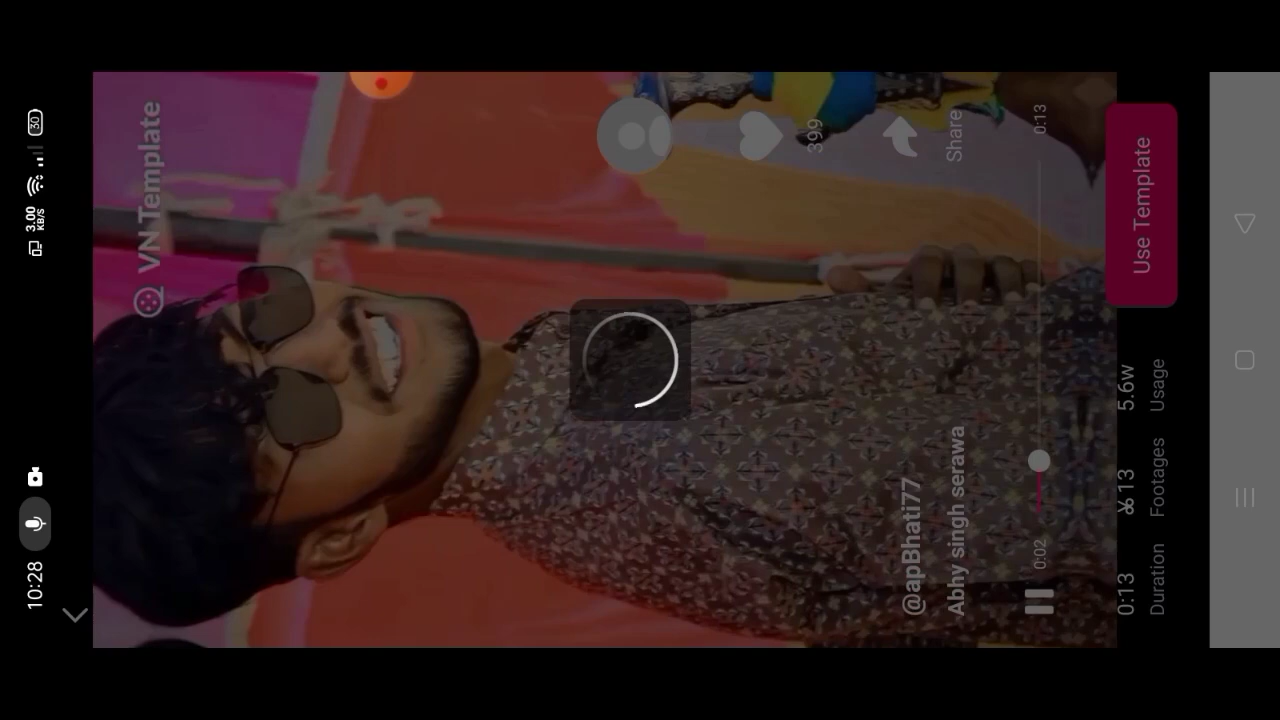 10:28
3.00
KB/S
30
VN Template
399
Share
@apBhati77
Abhy singh serawa
0:02
0:13
0:13
Duration
13
Footages
5.6w
Usage
Use Template